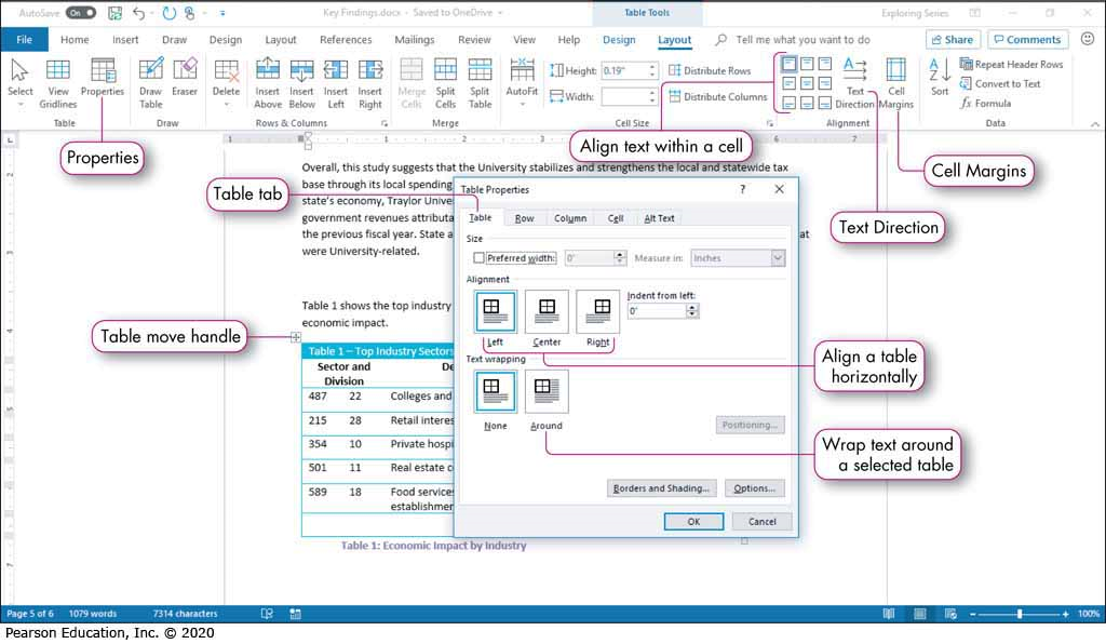 AutoSave On Key Findings.docx - Saved to OneDrive Table Tools Exploring Series
File Home Insert Draw Design Layout References Mailings Review View Help Design Layout Tell me what you want to do Share Comments
Select View Gridlines Properties Draw Table Eraser Delete Insert Above Insert Below Insert Left Insert Right Merge Cells Split Cells Split Table AutoFit Height: 0.19" Distribute Rows Text Direction Cell Margins Sort Repeat Header Rows
Width: Distribute Columns Convert to Text
Formula
Table Draw Rows & Columns Merge Cell Size Alignment Data
1 1 2 3 6 7
Align text within a cell
Properties
Cell Margins
Table tab
Text Direction
Table move handle
Align a table
horizontally
Wrap text around
a selected table
Overall, this study suggests that the University stabilizes and strengthens the local and statewide tax
base through its local spending
state's economy, Traylor Unive
government revenues attributa
the previous fiscal year. State a at
were University-related.
Table 1 shows the top industry
economic impact.
Table 1 – Top Industry Sectors
Sector and
Division
De
487 22 Colleges and
215 28 Retail interes
354 10 Private hospi
501 11 Real estate c
589 18 Food services
establishmen
Table 1: Economic Impact by Industry
Table Properties ?
Table Row Column Cell Alt Text
Size
Preferred width: 0" Measure in: Inches
Alignment
Indent from left:
0"
Left Center Right
Text wrapping
None Around
Positioning...
Borders and Shading... Options...
OK Cancel
Page 5 of 6 1079 words 7314 characters 100%
Pearson Education, Inc. © 2020